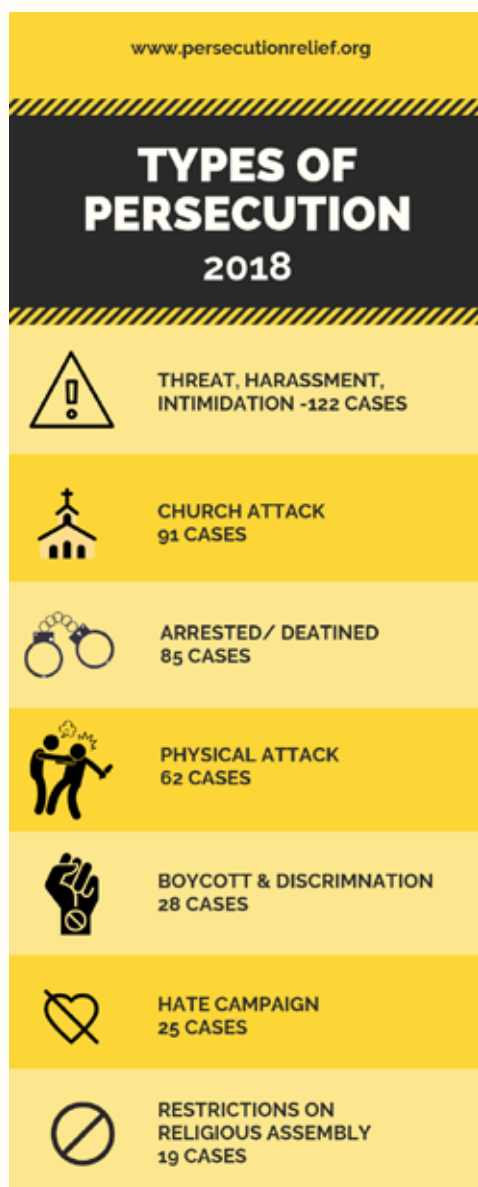 www.persecutionrelief.org
TYPES OF
PERSECUTION
2018
THREAT, HARASSMENT,
INTIMIDATION -122 CASES
CHURCH ATTACK
91 CASES
ARRESTED/ DEATINED
85 CASES
PHYSICAL ATTACK
62 CASES
BOYCOTT & DISCRIMNATION
28 CASES
HATE CAMPAIGN
25 CASES
RESTRICTIONS ON
RELIGIOUS ASSEMBLY
19 CASES